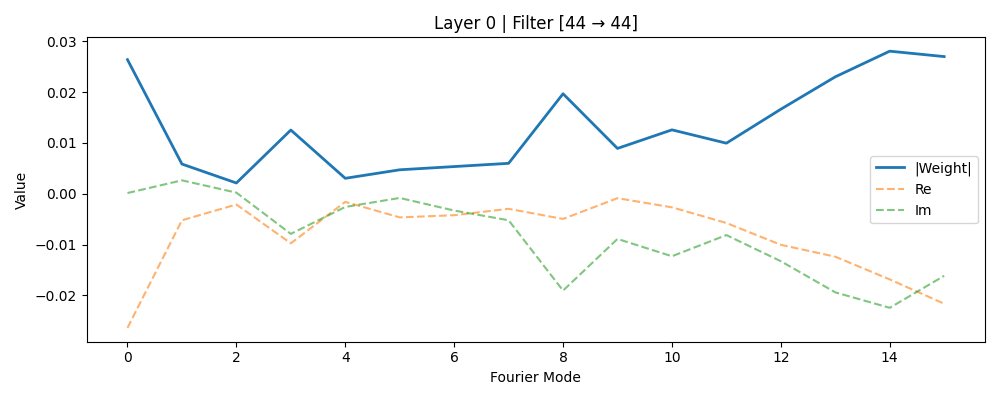 Layer 0 | Filter [44 → 44]
Value
0.03
0.02
0.01
0.00
−0.01
−0.02
|Weight|
Re
Im
0 2 4 6 8 10 12 14
Fourier Mode